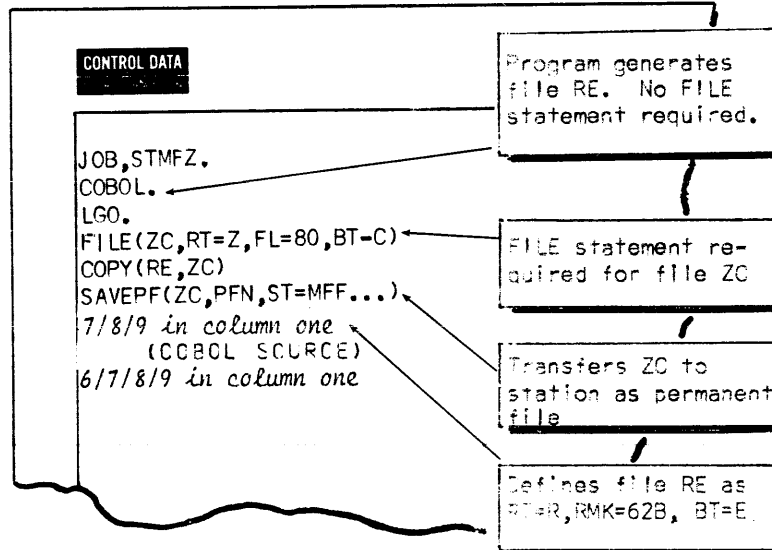 CONTROL DATA
JOB,STMFZ.
COBOL.
LGO.
FILE(ZC,RT=Z,FL=80,BT-C)
COPY(RE,ZC)
SAVEPF(ZC,PFN,ST=MFF...)
7/8/9 in column one
(COBOL SOURCE)
6/7/8/9 in column one
Program generates
file RE. No FILE
statement required.
FILE statement re-
quired for file ZC
Transfers ZC to
station as permanent
file
Defines file RE as
RT=R,RMK=62B, BT=E